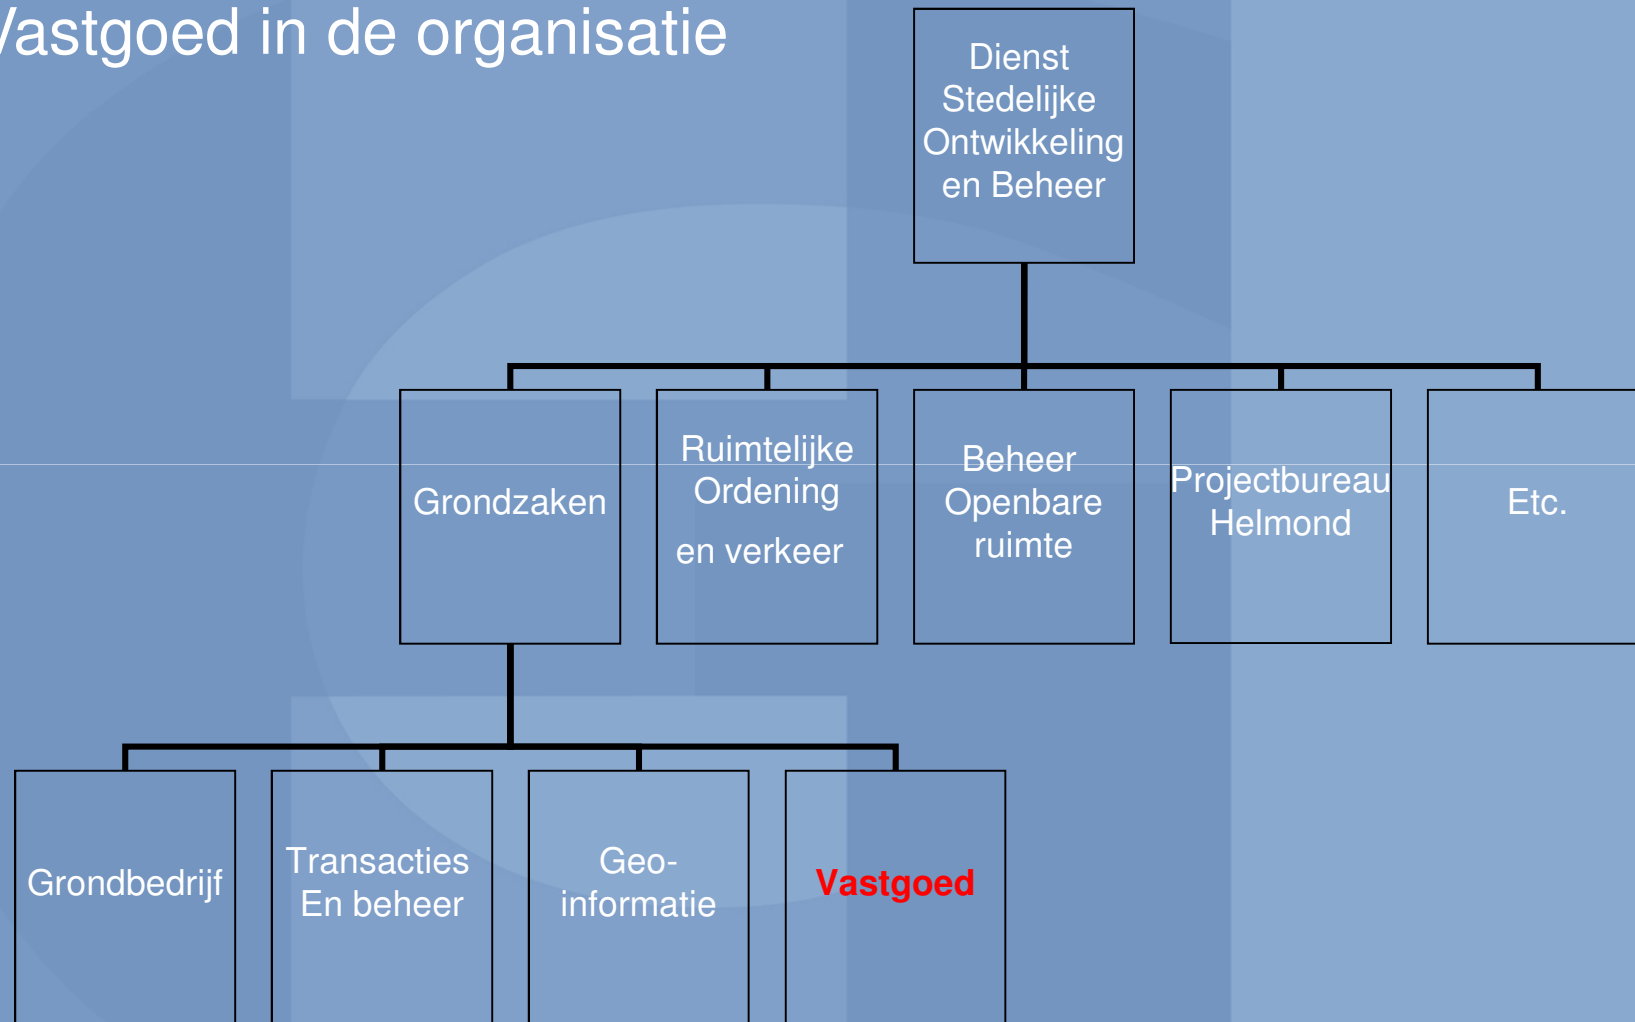 Vastgoed in de organisatie
Dienst
Stedelijke
Ontwikkeling
en Beheer
Grondzaken
Ruimtelijke
Ordening
en verkeer
Beheer
Openbare
ruimte
Projectbureau
Helmond
Etc.
Grondbedrijf
Transacties
En beheer
Geo-
informatie
Vastgoed